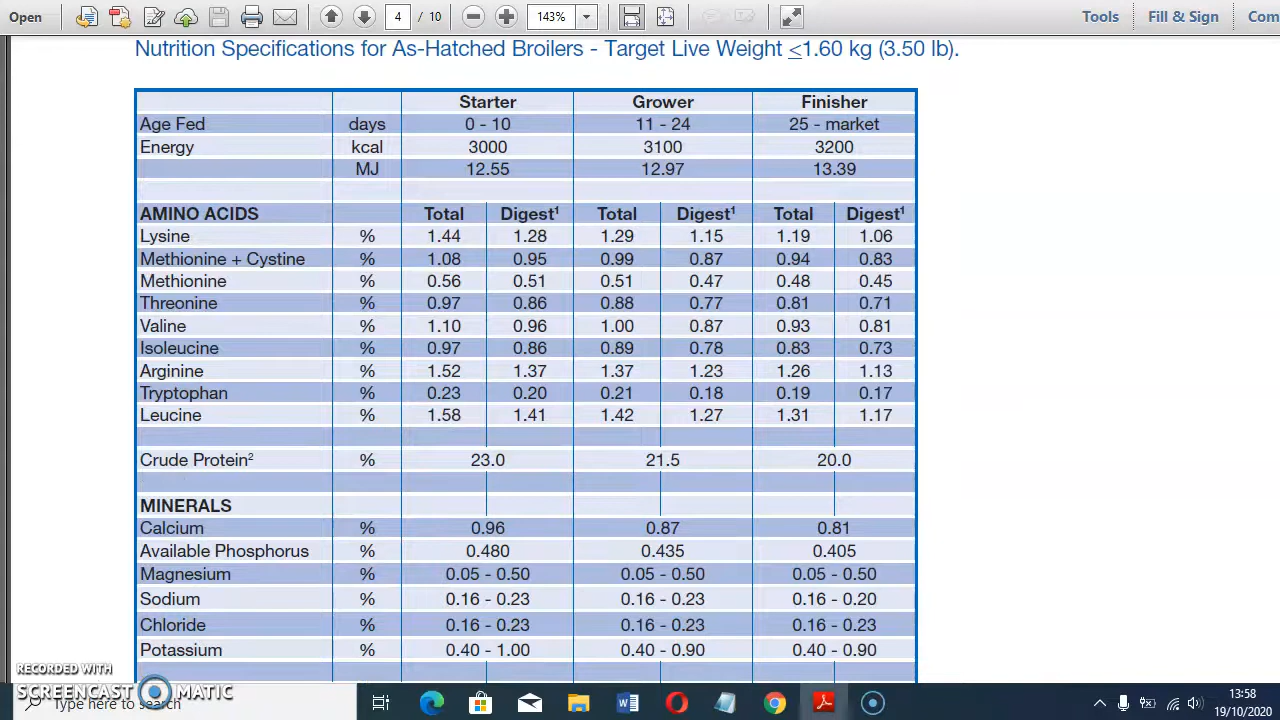 Open 4 / 10 143% Tools Fill & Sign Com
Nutrition Specifications for As-Hatched Broilers - Target Live Weight ≤1.60 kg (3.50 lb).
Starter Grower Finisher
Age Fed days 0 - 10 11 - 24 25 - market
Energy kcal 3000 3100 3200
MJ 12.55 12.97 13.39
AMINO ACIDS Total Digest¹ Total Digest¹ Total Digest¹
Lysine % 1.44 1.28 1.29 1.15 1.19 1.06
Methionine + Cystine % 1.08 0.95 0.99 0.87 0.94 0.83
Methionine % 0.56 0.51 0.51 0.47 0.48 0.45
Threonine % 0.97 0.86 0.88 0.77 0.81 0.71
Valine % 1.10 0.96 1.00 0.87 0.93 0.81
Isoleucine % 0.97 0.86 0.89 0.78 0.83 0.73
Arginine % 1.52 1.37 1.37 1.23 1.26 1.13
Tryptophan % 0.23 0.20 0.21 0.18 0.19 0.17
Leucine % 1.58 1.41 1.42 1.27 1.31 1.17
Crude Protein² % 23.0 21.5 20.0
MINERALS
Calcium % 0.96 0.87 0.81
Available Phosphorus % 0.480 0.435 0.405
Magnesium % 0.05 - 0.50 0.05 - 0.50 0.05 - 0.50
Sodium % 0.16 - 0.23 0.16 - 0.23 0.16 - 0.20
Chloride % 0.16 - 0.23 0.16 - 0.23 0.16 - 0.23
Potassium % 0.40 - 1.00 0.40 - 0.90 0.40 - 0.90
RECORDED WITH
SCREENCAST MATIC
Type here to search
13:58
19/10/2020